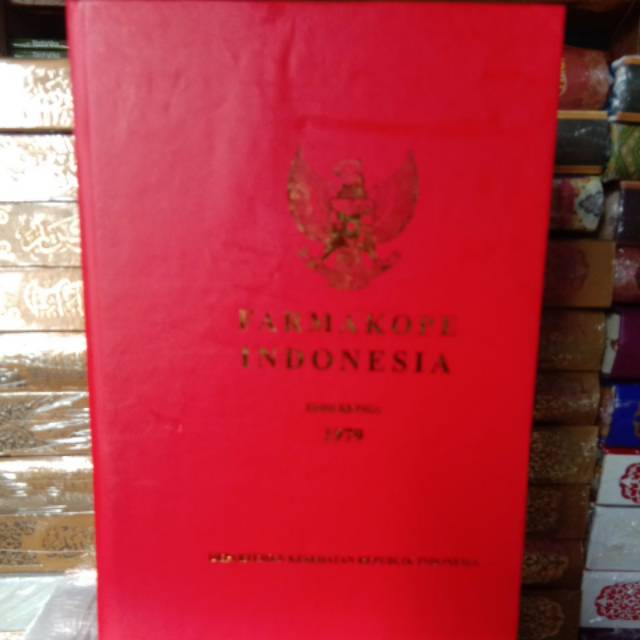 FARMAKOPE
INDONESIA
EDISI KETIGA
1979
DEPARTEMEN KESEHATAN REPUBLIK INDONESIA